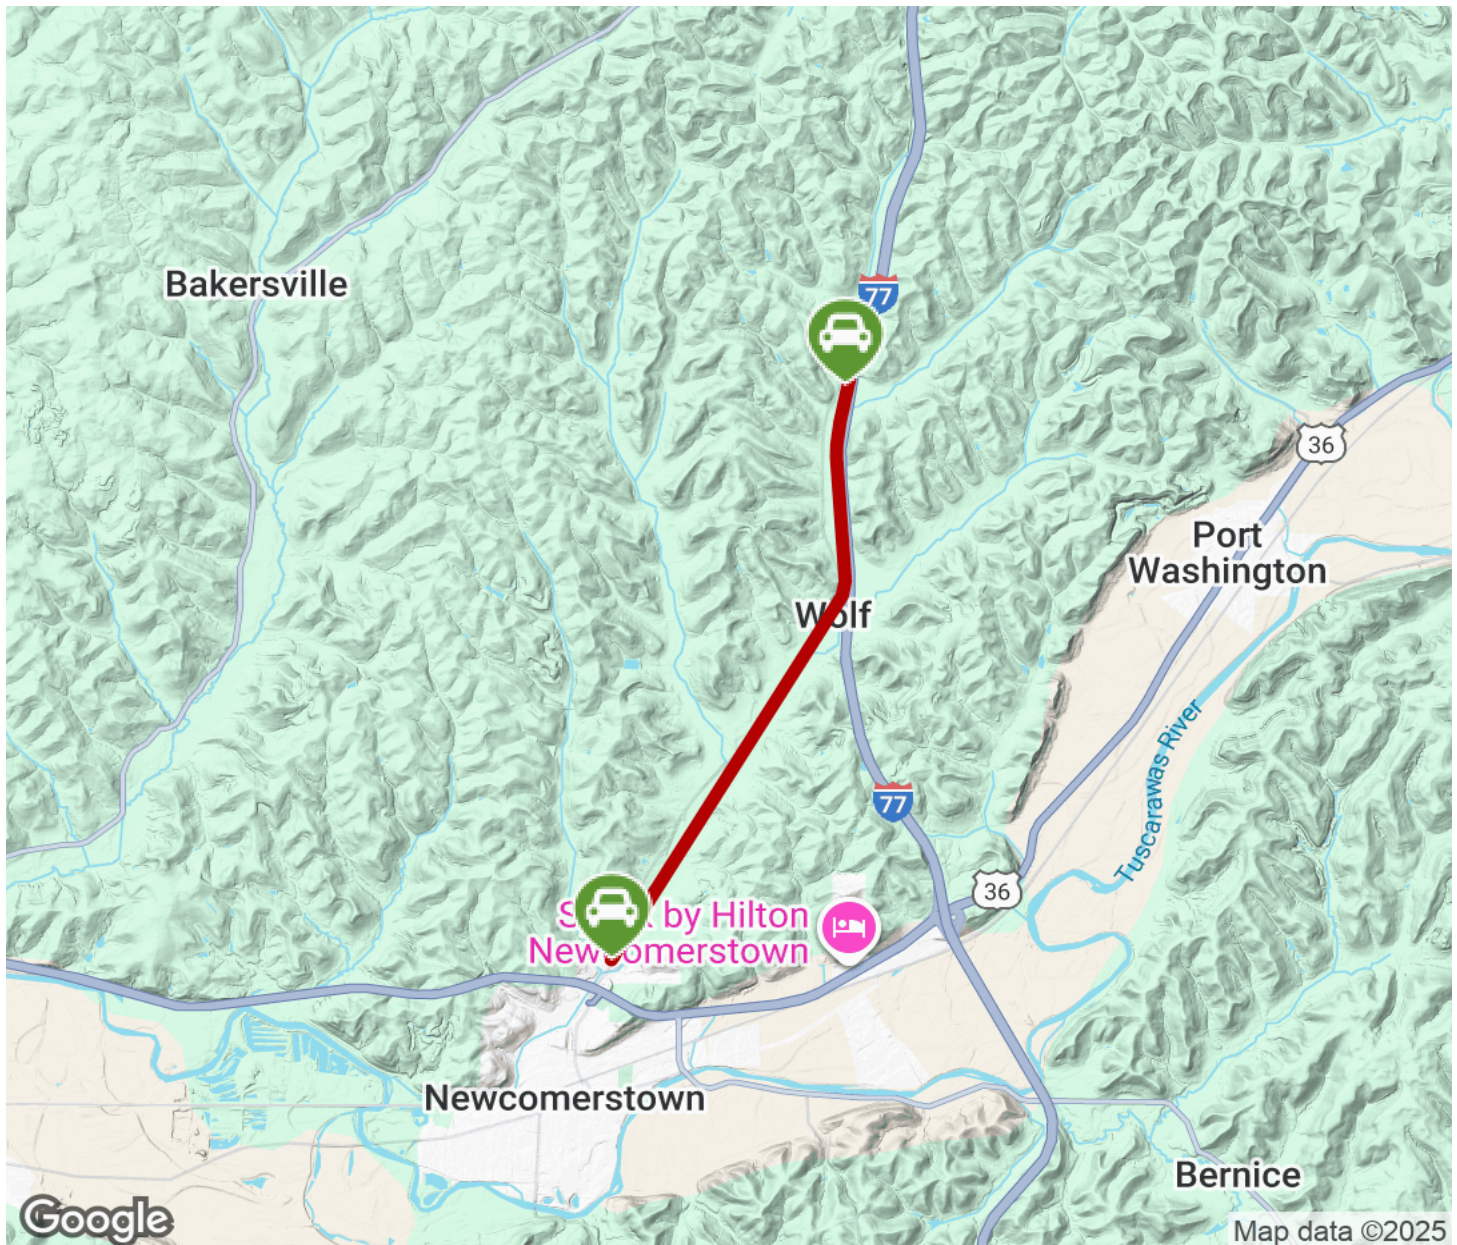 77
Bakersville
36
Port
Washington
Wolf
Tuscarawas River
77
36
by Hilton
Newcomerstown
Newcomerstown
Bernice
Google
Map data ©2025